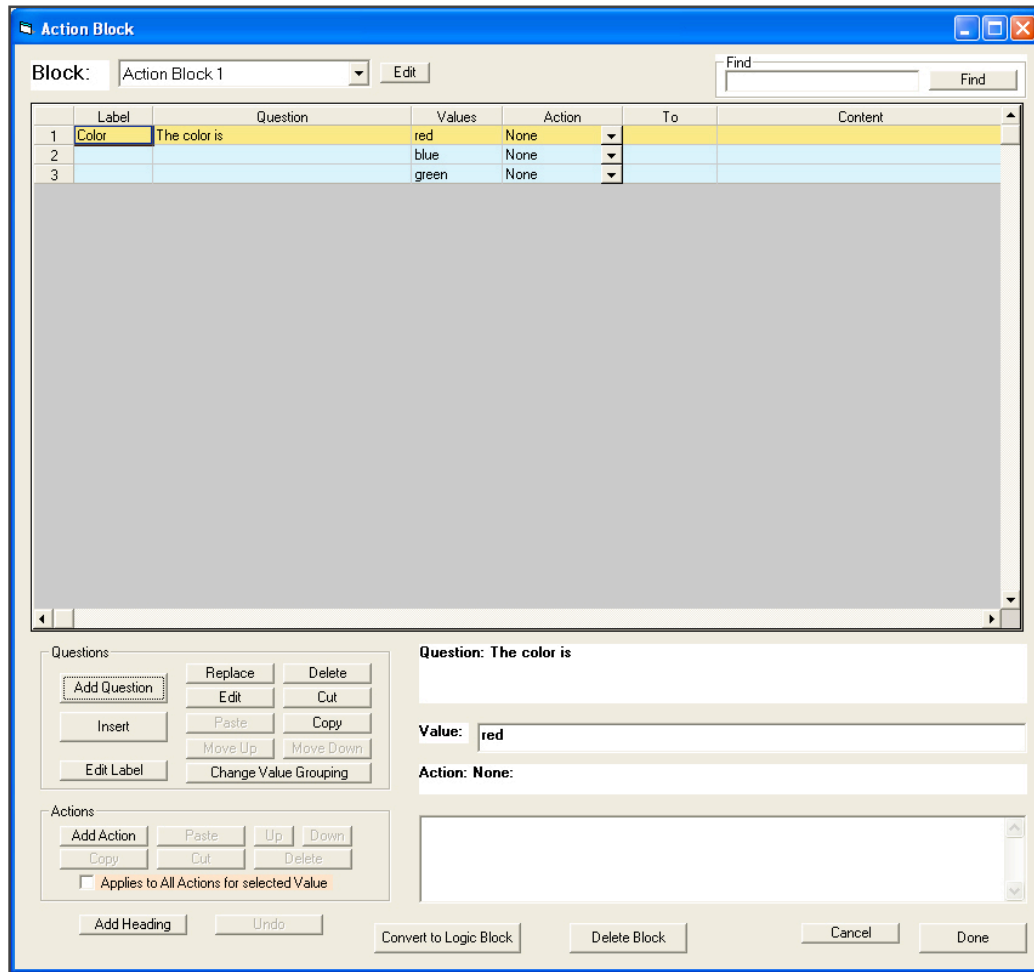 Action Block
Block: Action Block 1 Edit
Find
Find
Label Question Values Action To Content
1 Color The color is red None
2 blue None
3 green None
Questions
Add Question
Insert
Edit Label
Replace Delete
Edit Cut
Paste Copy
Move Up Move Down
Change Value Grouping
Question: The color is
Value: red
Action: None:
Actions
Add Action Paste Up Down
Copy Cut Delete
Applies to All Actions for selected Value
Add Heading Undo
Convert to Logic Block Delete Block Cancel Done